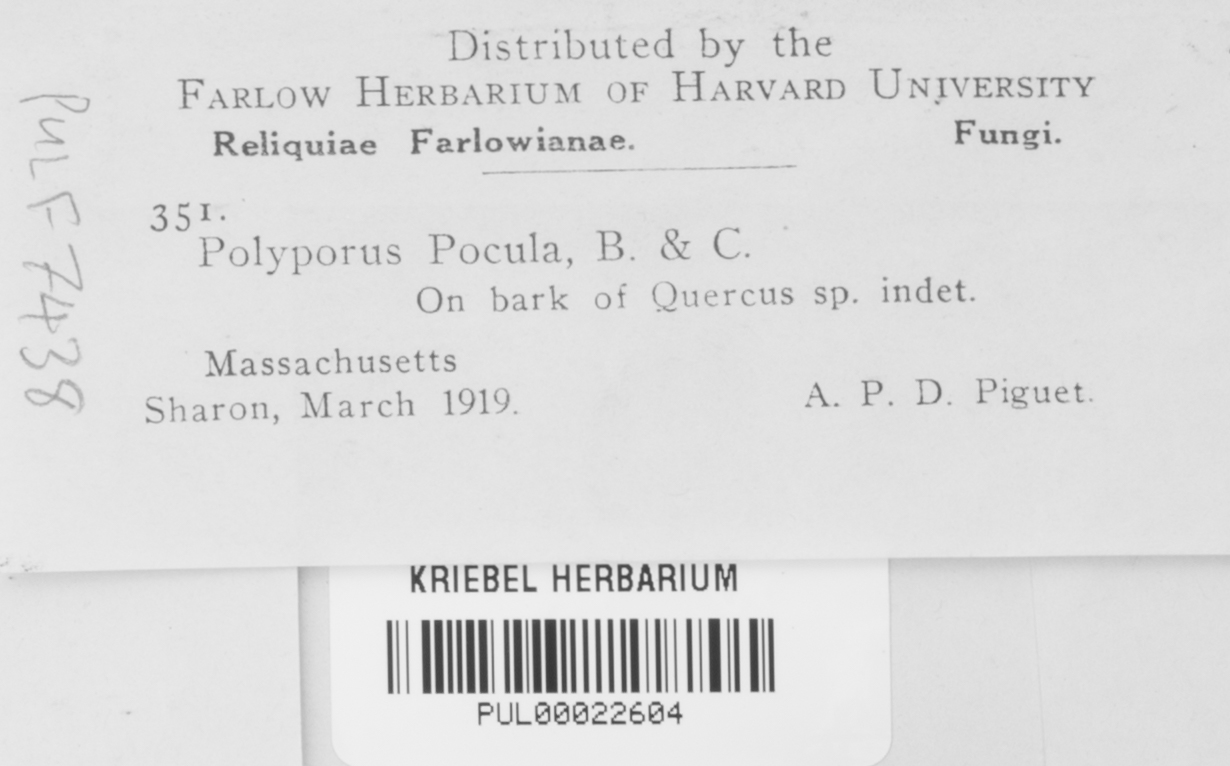 Distributed by the
FARLOW HERBARIUM OF HARVARD UNIVERSITY
Reliquiae Farlowianae. Fungi.
351.
Polyporus Pocula, B. & C.
On bark of Quercus sp. indet.
Massachusetts
Sharon, March 1919. A. P. D. Piguet.
PUL F 7438
KRIEBEL HERBARIUM
PUL00022604